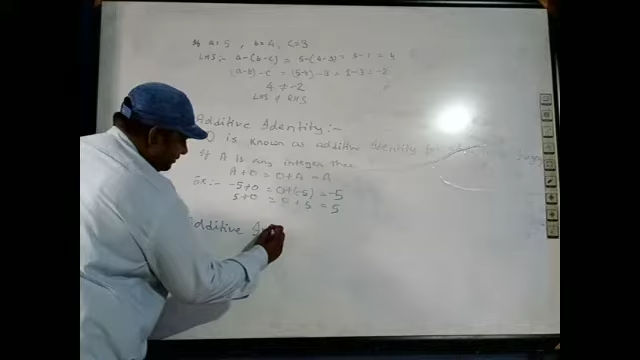 If a = 5, b = 4, c = 3
LHS :- a-(b-c) = 5-(4-3) = 5-1 = 4
(a-b)-c = (5-4)-3 = 1-3 = -2
4 ≠ -2
LHS ≠ RHS
Additive Identity :-
O is known as additive identity for
If A is any integer then
A+0 = 0+A = A
Ex :- -5+0 = 0+(-5) = -5
5+0 = 0+5 = 5
Additive